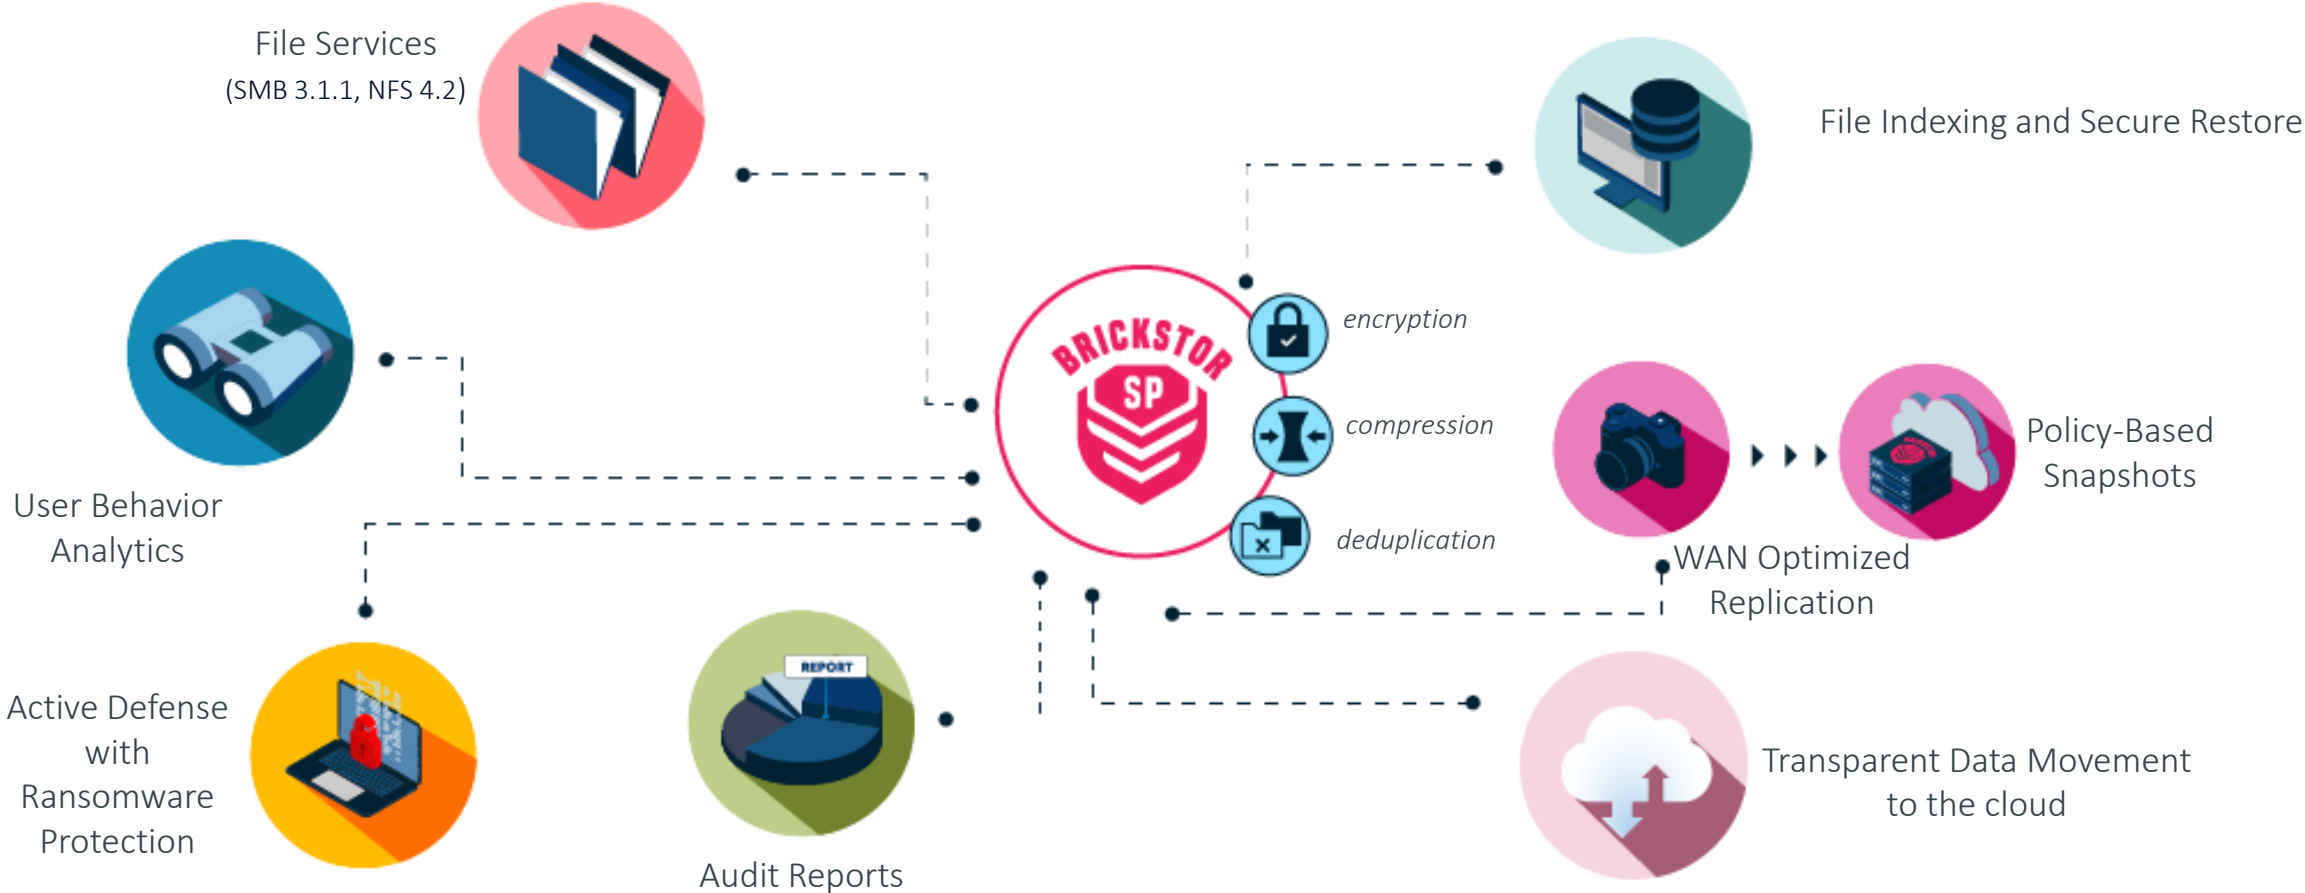 File Services
(SMB 3.1.1, NFS 4.2)
File Indexing and Secure Restore
BRICKSTOR
SP
encryption
compression
deduplication
Policy-Based
Snapshots
WAN Optimized
Replication
User Behavior
Analytics
Active Defense
with
Ransomware
Protection
REPORT
Audit Reports
Transparent Data Movement
to the cloud